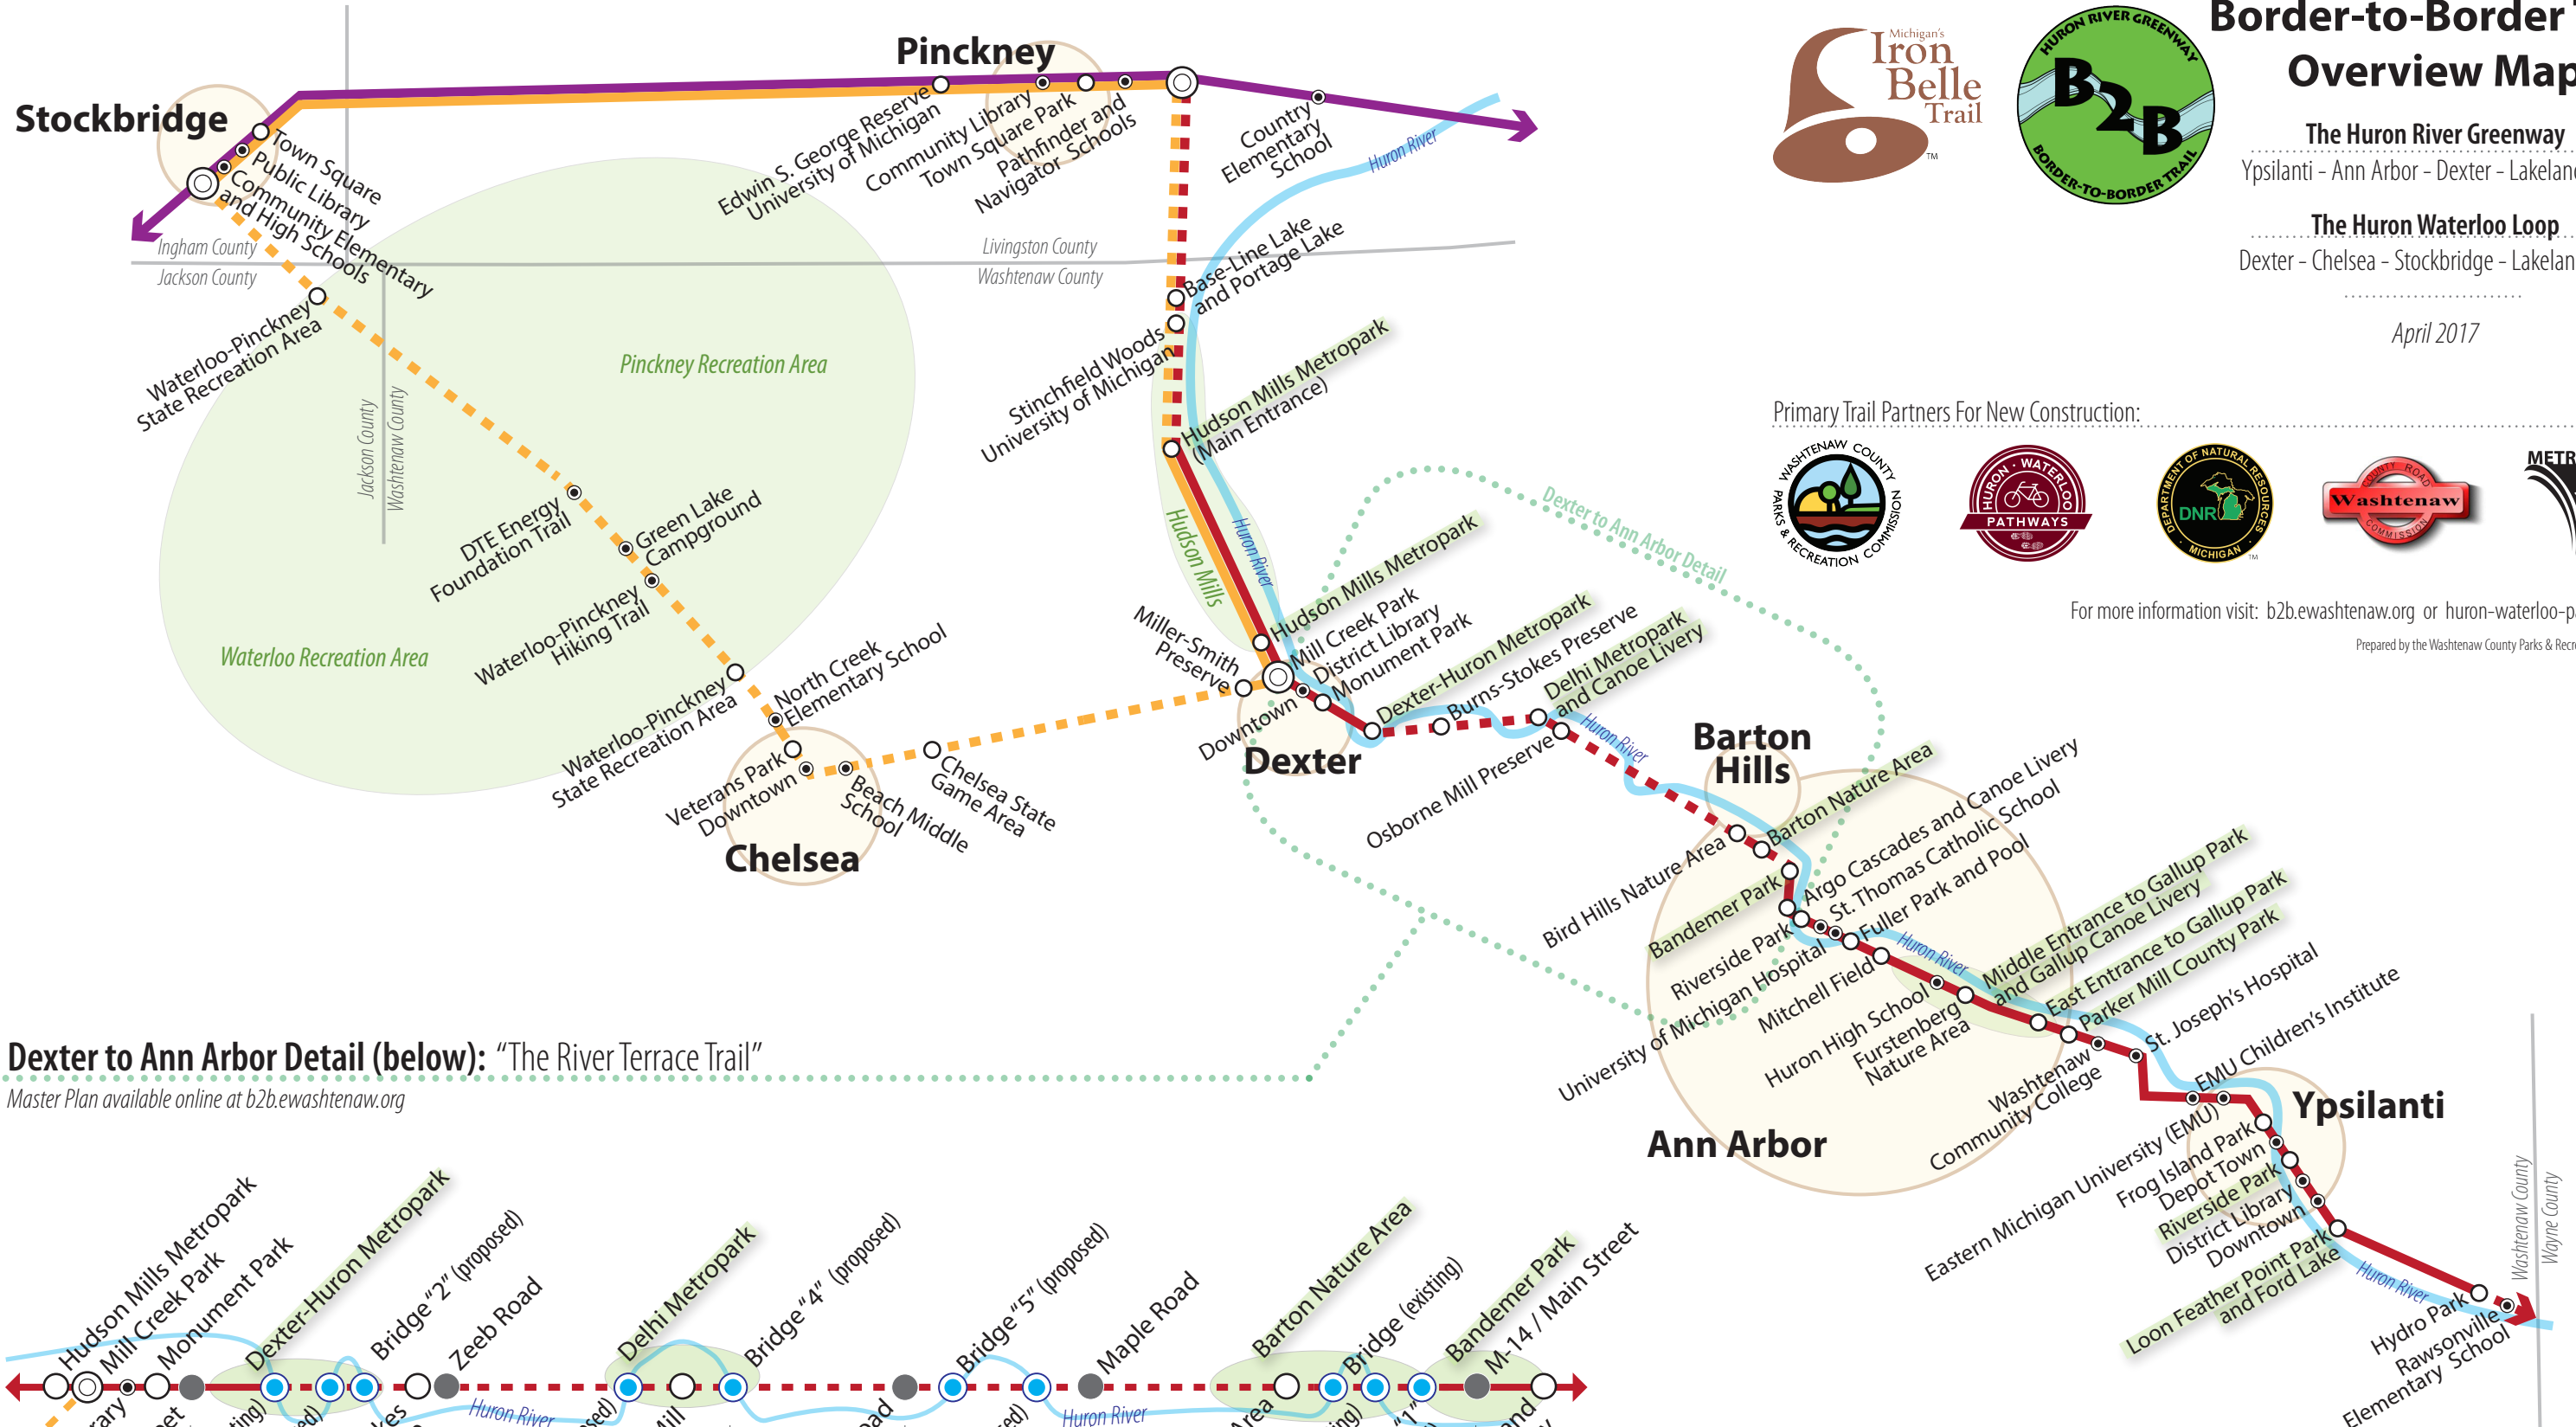 Border-to-Border
Overview Map
The Huron River Greenway
Ypsilanti - Ann Arbor - Dexter -
The Huron Waterloo Loop
Dexter - Chelsea - Stockbridge -
April 2017
Michigan's
Iron
Belle
Trail
TM
HURON RIVER GREENWAY
B2B
BORDER-TO-BORDER TRAIL
Primary Trail Partners For New Construction:
WASHTENAW COUNTY
PARKS & RECREATION COMMISSION
HURON · WATERLOO
PATHWAYS
DEPARTMENT OF NATURAL RESOURCES
DNR
MICHIGAN
TM
COUNTY ROAD
Washtenaw
COMMISSION
For more information visit: b2b.ewashtenaw.org or
Prepared by the Washtenaw County Parks &
Stockbridge
Town Square
Public Library
Community Elementary
and High Schools
Ingham County
Jackson County
Waterloo-Pinckney
State Recreation Area
Jackson County
Washtenaw County
Pinckney
Edwin S. George Reserve
University of Michigan
Community Library
Town Square Park
Pathfinder and
Navigator Schools
Country
Elementary
School
Huron River
Livingston County
Washtenaw County
Base-Line Lake
and Portage Lake
Stinchfield Woods
University of Michigan
Hudson Mills Metropark
(Main Entrance)
Pinckney Recreation Area
Waterloo Recreation Area
DTE Energy
Foundation Trail
Green Lake
Campground
Waterloo-Pinckney
Hiking Trail
Waterloo-Pinckney
State Recreation Area
North Creek
Elementary School
Veterans Park
Downtown
Beach Middle
School
Chelsea State
Game Area
Chelsea
Hudson Mills
Huron River
Hudson Mills Metropark
Miller-Smith
Preserve
Mill Creek Park
District Library
Monument Park
Downtown
Dexter
Dexter-Huron Metropark
Burns-Stokes Preserve
Delhi Metropark
and Canoe Livery
Osborne Mill Preserve
Huron River
Dexter to Ann Arbor Detail
Barton
Hills
Bird Hills Nature Area
Barton Nature Area
Bandemer Park
Argo Cascades and Canoe Livery
St. Thomas Catholic School
Fuller Park and Pool
Riverside Park
University of Michigan Hospital
Mitchell Field
Huron High School
Furstenberg
Nature Area
Huron River
Middle Entrance to Gallup Park
and Gallup Canoe Livery
East Entrance to Gallup Park
Parker Mill County Park
Washtenaw
Community College
St. Joseph's Hospital
EMU Children's Institute
Ann Arbor
Ypsilanti
Eastern Michigan University (EMU)
Frog Island Park
Depot Town
Riverside Park
District Library
Downtown
Loon Feather Point Park
and Ford Lake
Huron River
Hydro Park
Rawsonville
Elementary School
Washtenaw County
Wayne County
Dexter to Ann Arbor Detail (below): "The River Terrace Trail"
Master Plan available online at b2b.ewashtenaw.org
Hudson Mills Metropark
Mill Creek Park
Monument Park
Dexter-Huron Metropark
Bridge "2" (proposed)
Zeeb Road
Delhi Metropark
Bridge "4" (proposed)
Bridge "5" (proposed)
Maple Road
Barton Nature Area
Bridge (existing)
Bandemer Park
M-14 / Main Street
Huron River
Huron River
Mill
Area
"1"